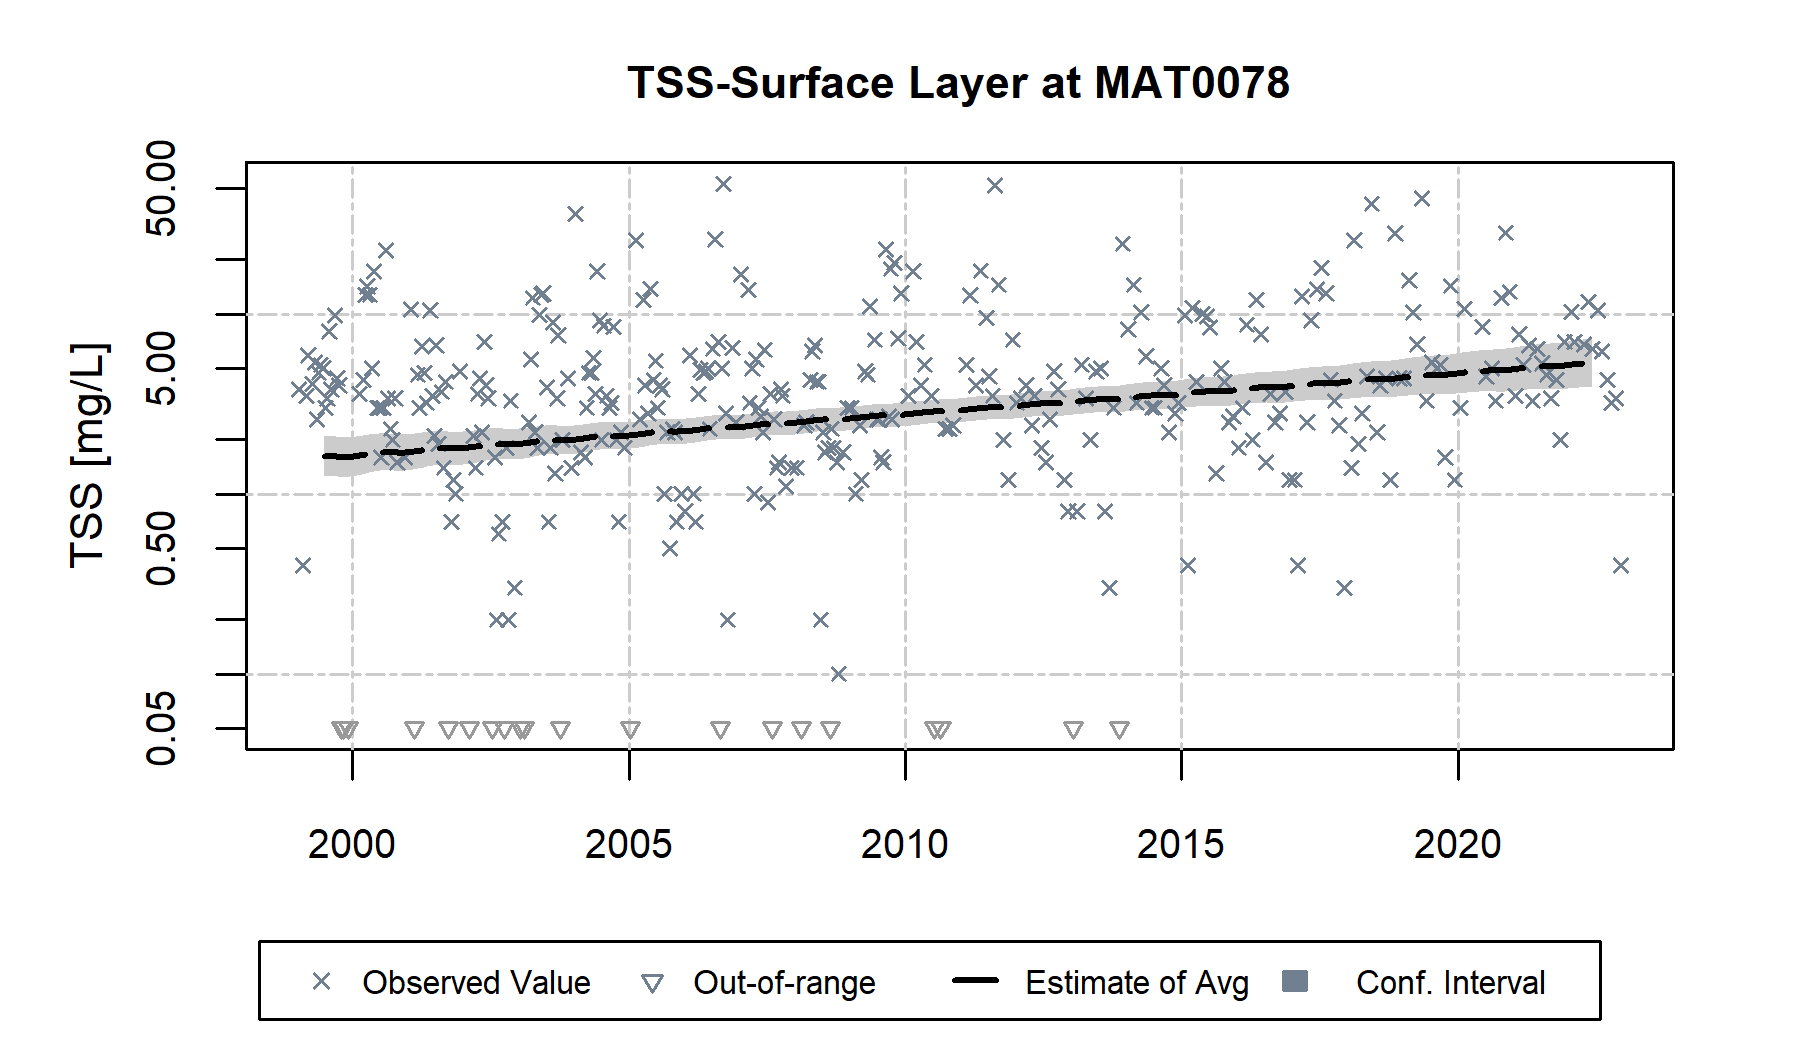 TSS-Surface Layer at MAT0078
TSS [mg/L]
50.00
5.00
0.50
0.05
2000 2005 2010 2015 2020
Observed Value Out-of-range Estimate of Avg Conf. Interval